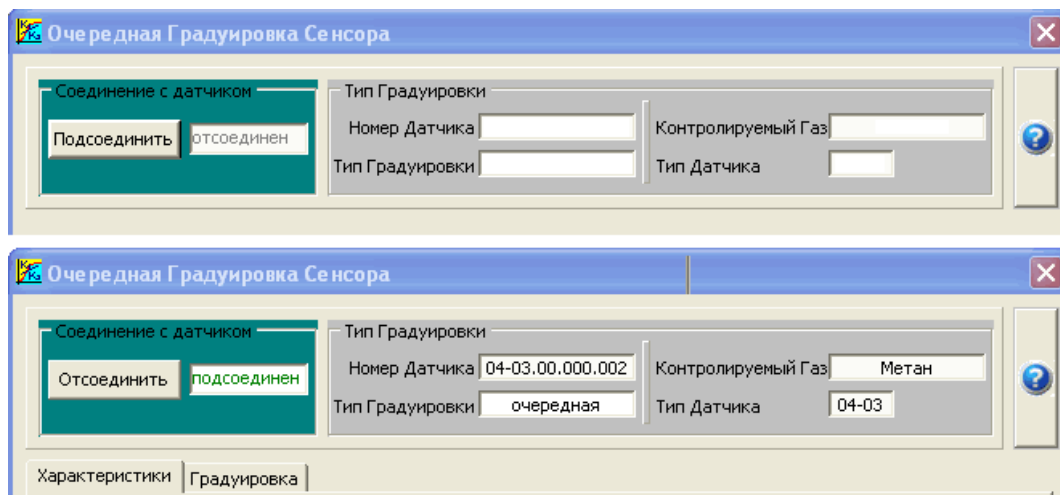 Очередная Градуировка Сенсора
Соединение с датчиком
Подсоединить отсоединен
Тип Градуировки
Номер Датчика
Контролируемый Газ
Тип Градуировки
Тип Датчика
Очередная Градуировка Сенсора
Соединение с датчиком
Отсоединить подсоединен
Тип Градуировки
Номер Датчика 04-03.00.000.002
Контролируемый Газ Метан
Тип Градуировки очередная
Тип Датчика 04-03
Характеристики Градуировка